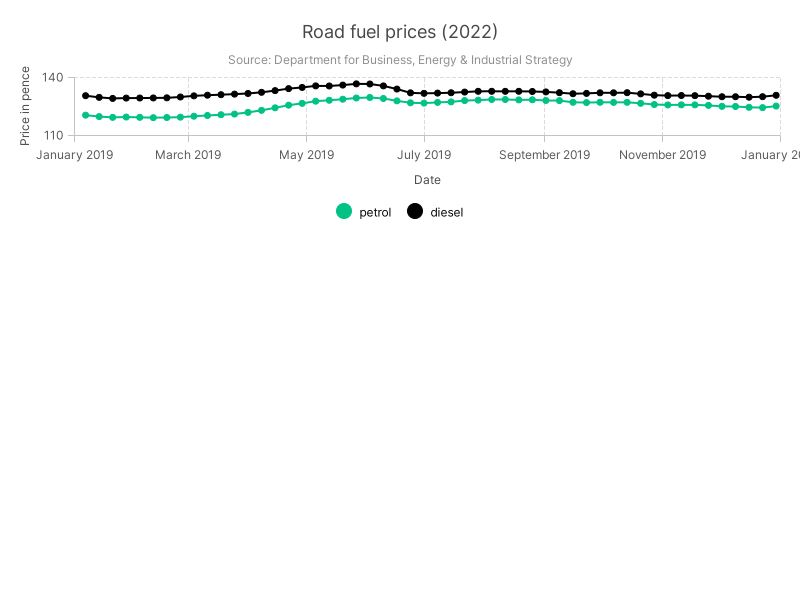 Road fuel prices (2022)
Source: Department for Business, Energy & Industrial Strategy
Price in pence
140
110
January 2019 March 2019 May 2019 July 2019 September 2019 November 2019 January
Date
petrol diesel